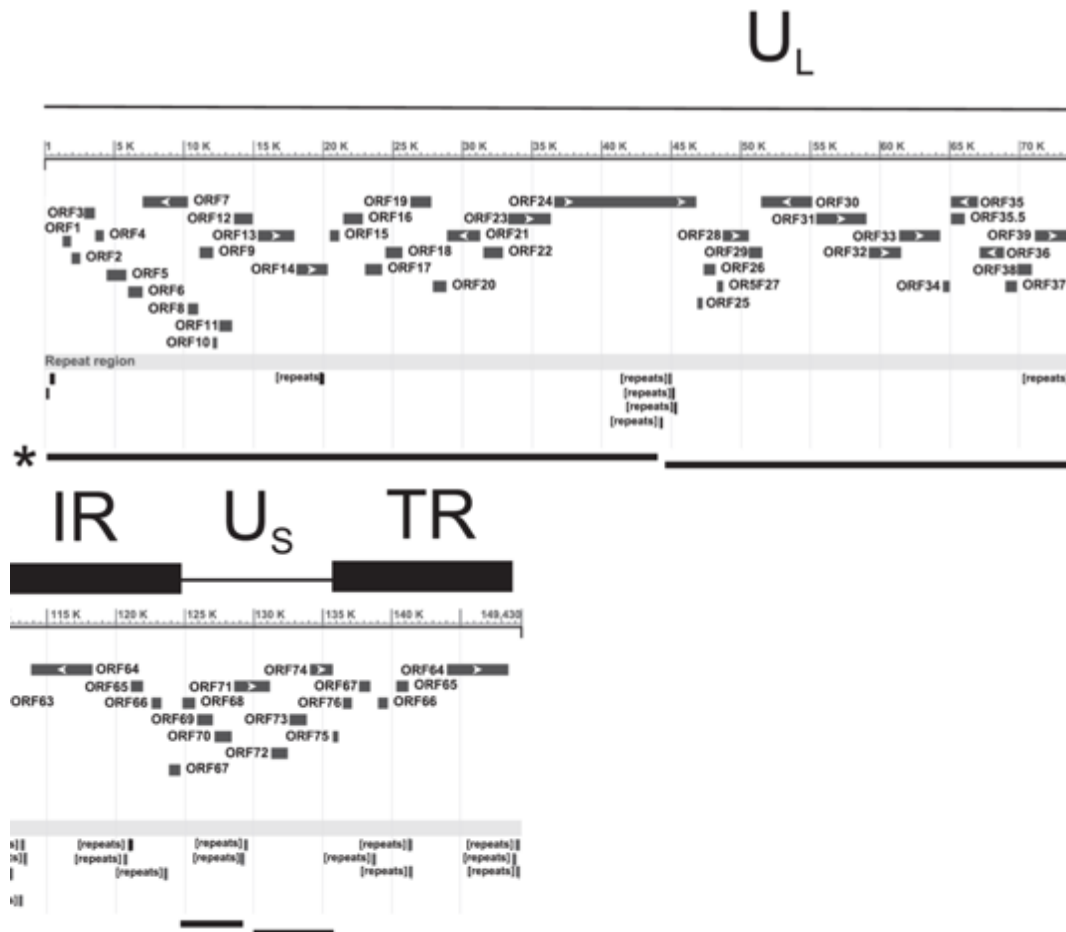 UL
1 5 K 10 K 15 K 20 K 25 K 30 K 35 K 40 K 45 K 50 K 55 K 60 K 65 K 70 K
ORF7 ORF19 ORF24 ORF30 ORF35
ORF3 ORF12 ORF16 ORF23 ORF31 ORF35.5
ORF1 ORF4 ORF13 ORF15 ORF21 ORF28 ORF33 ORF39
ORF2 ORF9 ORF18 ORF22 ORF29 ORF32 ORF36
ORF5 ORF14 ORF17 ORF26 ORF38
ORF6 ORF20 OR5F27 ORF34 ORF37
ORF8 ORF25
ORF11
ORF10
Repeat region
[repeats] [repeats] [repeats
[repeats]
[repeats]
[repeats]
*
IR US TR
115 K 120 K 125 K 130 K 135 K 140 K 149,430
ORF64 ORF74 ORF64
ORF65 ORF71 ORF67 ORF65
ORF63 ORF66 ORF68 ORF76 ORF66
ORF69 ORF73
ORF70 ORF75
ORF72
ORF67
s] [repeats] [repeats] [repeats] [repeats]
ts] [repeats] [repeats] [repeats] [repeats]
[repeats] [repeats] [repeats]
s]